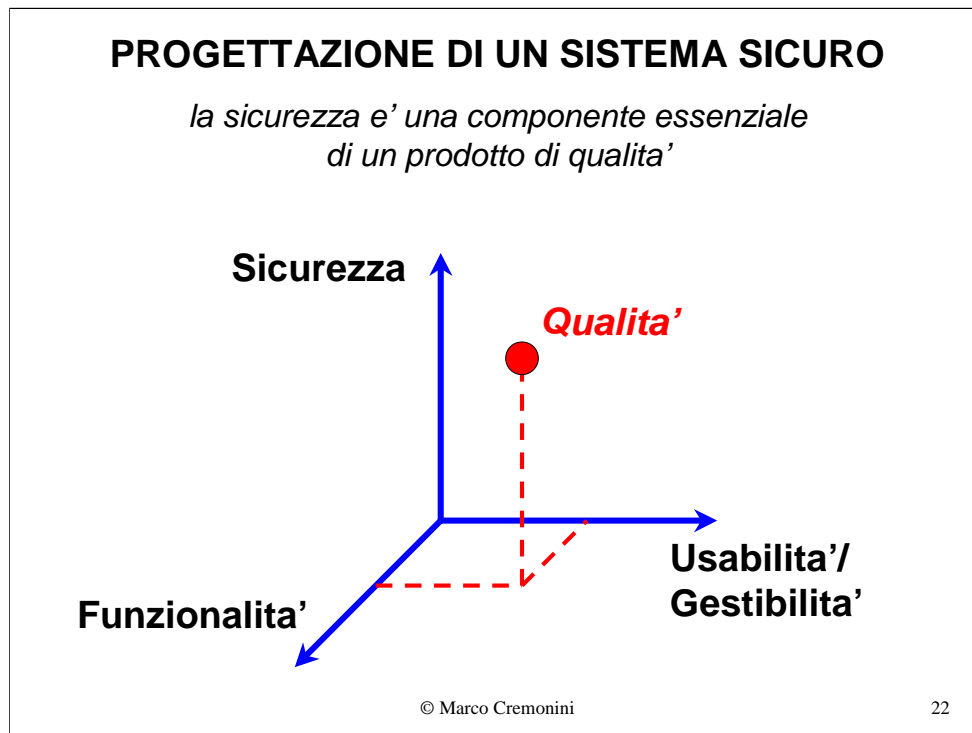 PROGETTAZIONE DI UN SISTEMA SICURO
la sicurezza e’ una componente essenziale
di un prodotto di qualita’
Sicurezza
Qualita’
Usabilita’/
Gestibilita’
Funzionalita’
© Marco Cremonini
22